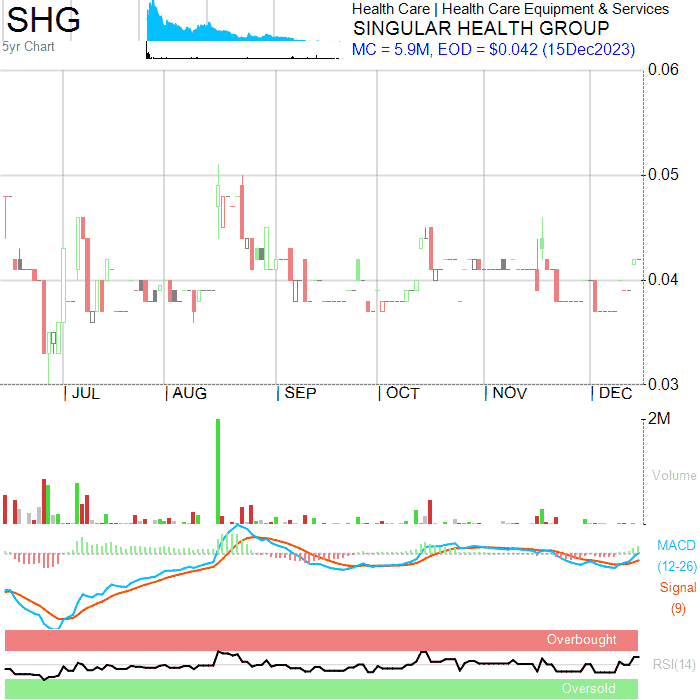 SHG
5yr Chart
Health Care | Health Care Equipment & Services
SINGULAR HEALTH GROUP
MC = 5.9M, EOD = $0.042 (15Dec2023)
0.06
0.05
0.04
0.03
| JUL | AUG | SEP | OCT | NOV | DEC
2M
Volume
MACD
(12-26)
Signal
(9)
Overbought
RSI(14)
Oversold